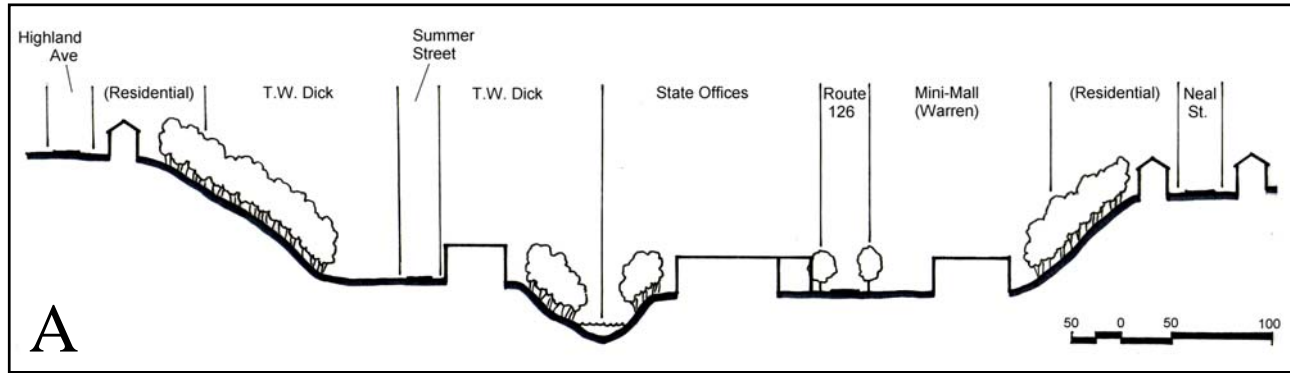 Highland
Ave
(Residential)
T.W. Dick
Summer
Street
T.W. Dick
State Offices
Route
126
Mini-Mall
(Warren)
(Residential)
Neal
St.
A
50 0 50 100